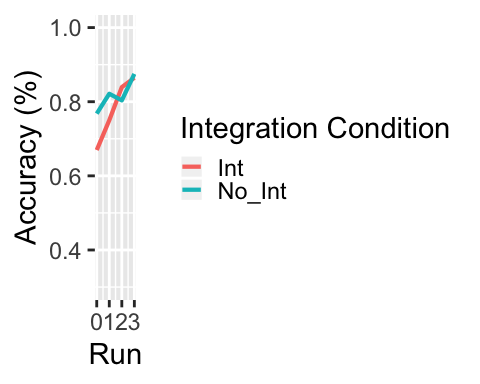 1.0
0.8
0.6
0.4
Accuracy (%)
0123
Run
Integration Condition
Int
No_Int